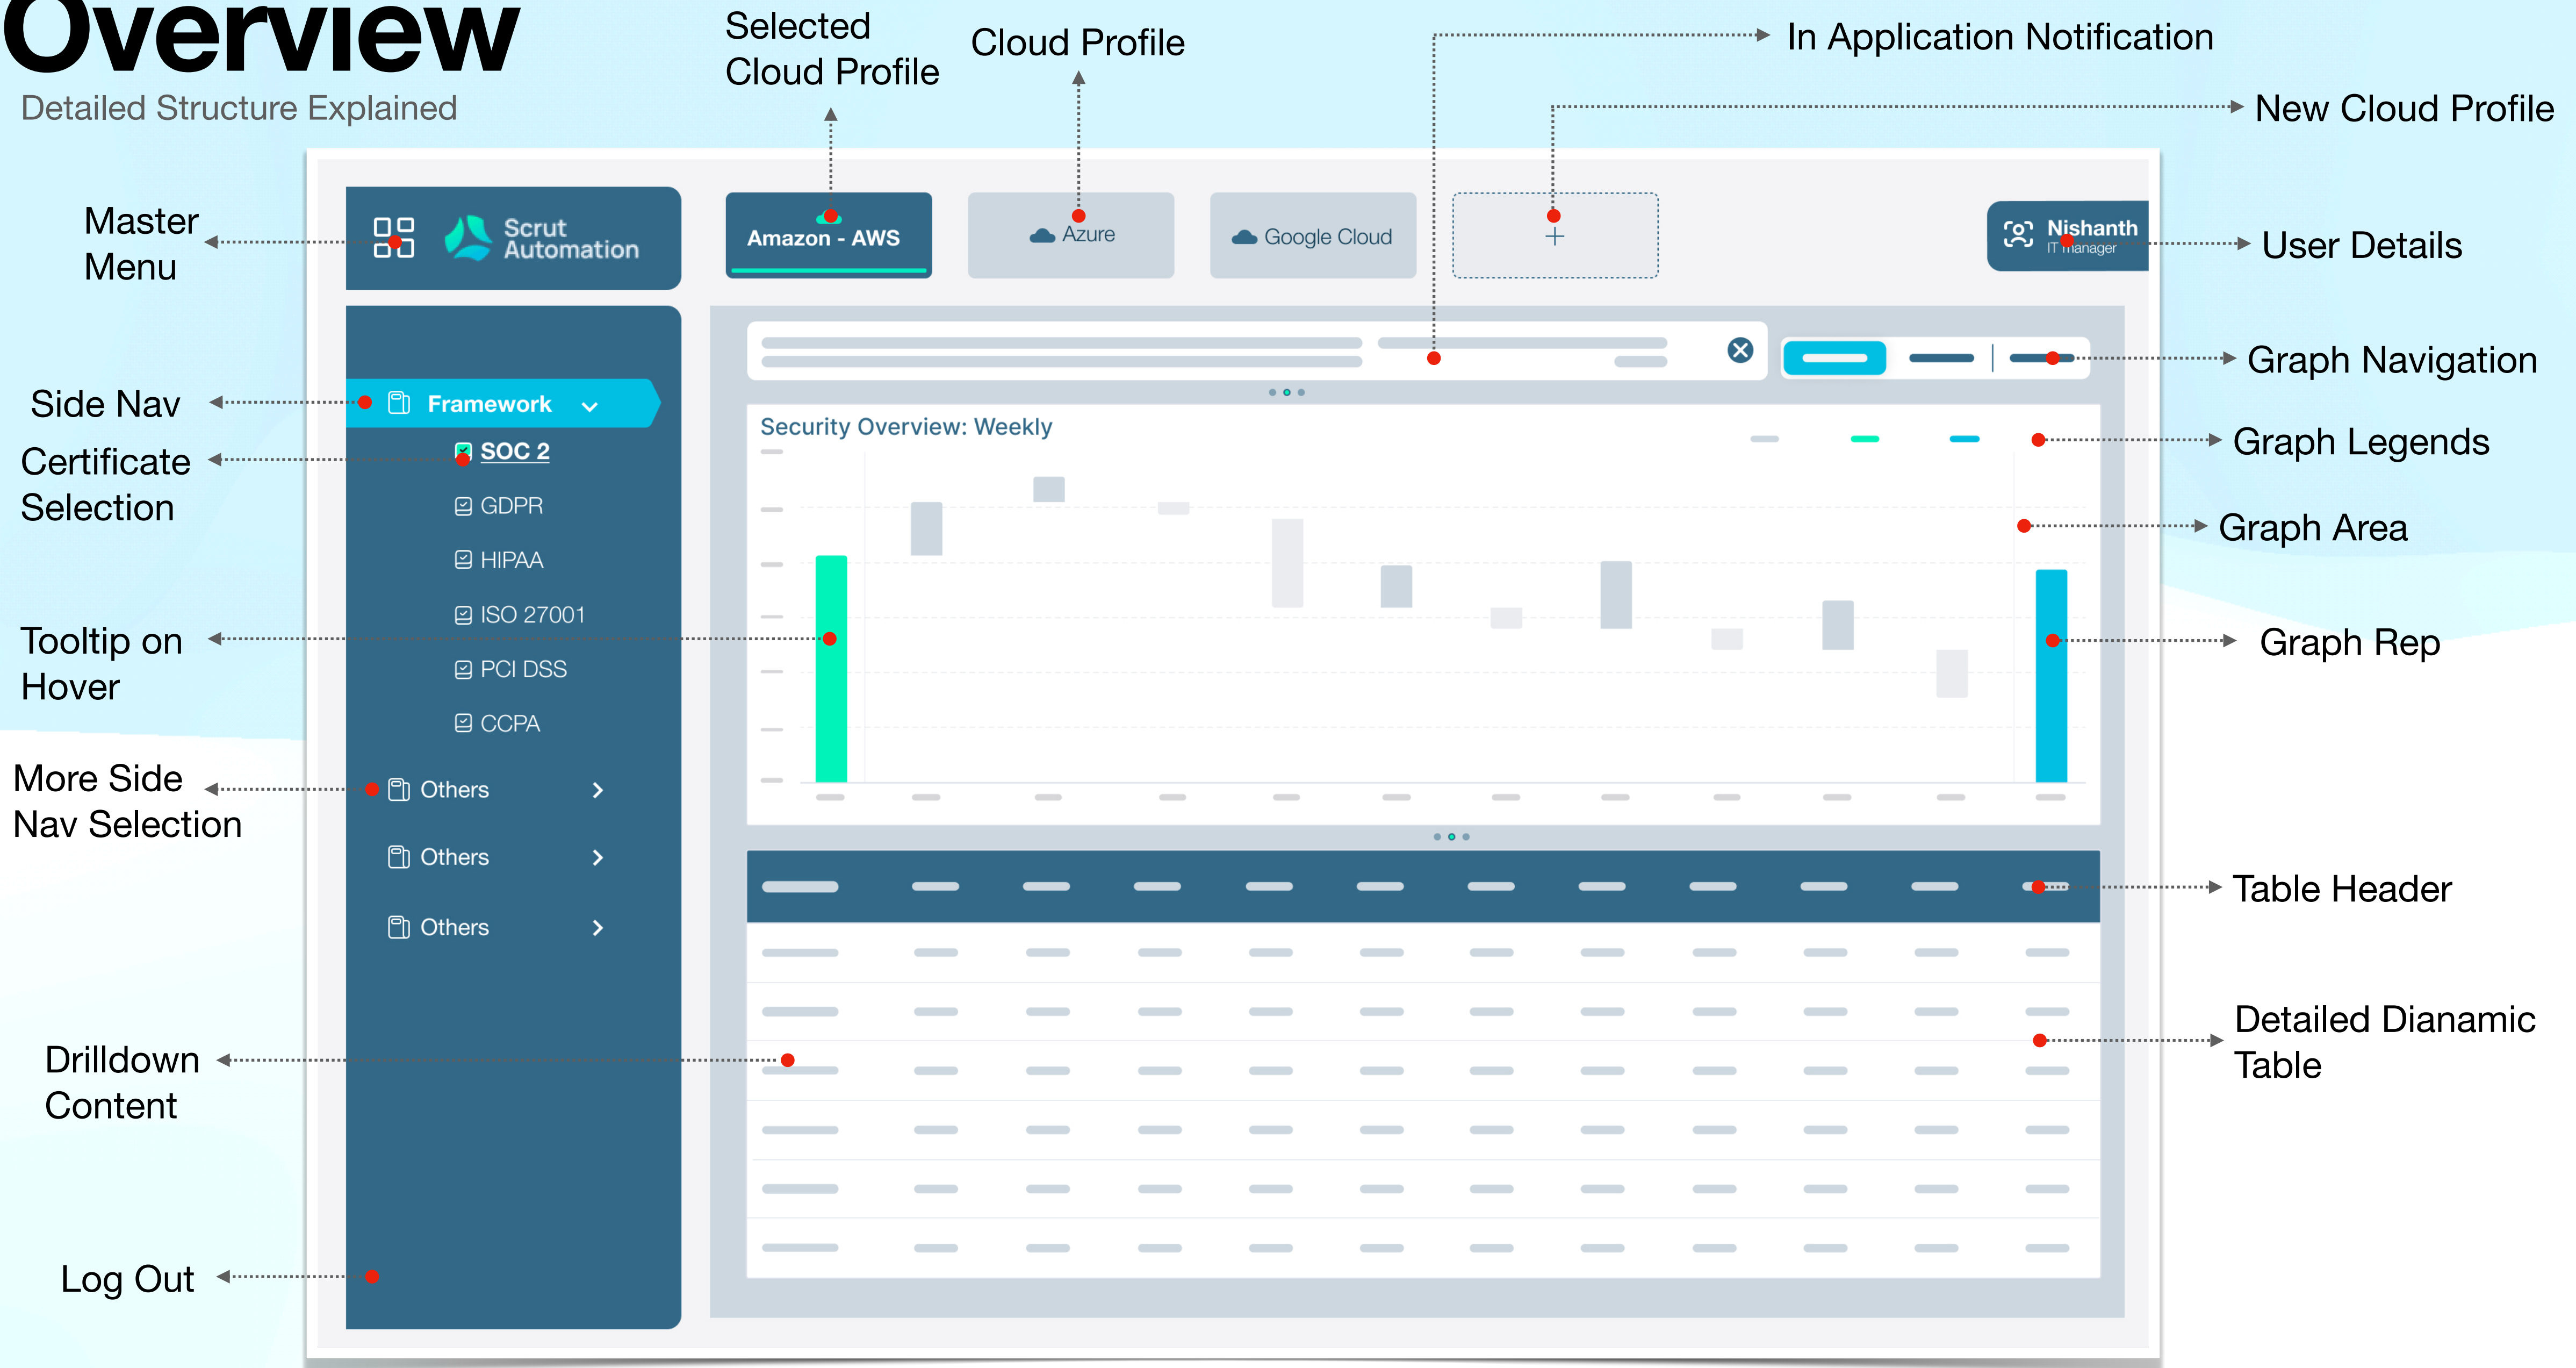 Overview
Detailed Structure Explained
Selected
Cloud Profile
Cloud Profile
In Application Notification
New Cloud Profile
Master
Menu
Scrut
Automation
Amazon - AWS
Azure
Google Cloud
+
Nishanth
IT manager
User Details
Side Nav
Framework
Graph Navigation
Certificate
Selection
SOC 2
GDPR
HIPAA
ISO 27001
PCI DSS
CCPA
Security Overview: Weekly
Graph Legends
Graph Area
Tooltip on
Hover
Graph Rep
More Side
Nav Selection
Others
Others
Others
Table Header
Drilldown
Content
Detailed Dianamic
Table
Log Out